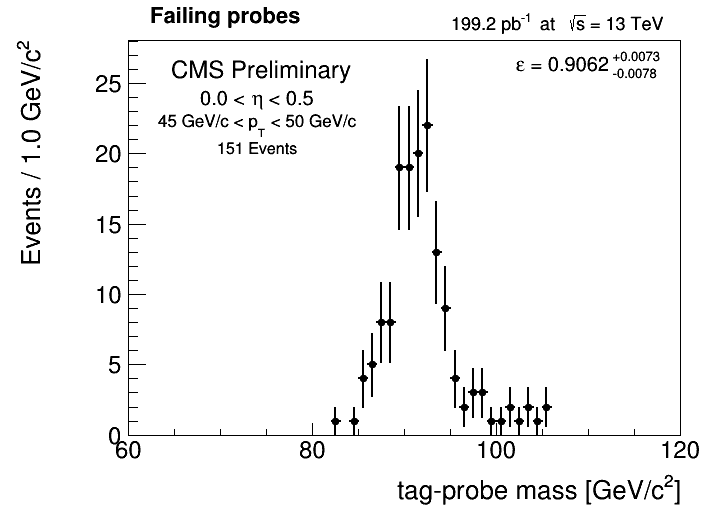 Failing probes
199.2 pb⁻¹ at √s = 13 TeV
CMS Preliminary
0.0 < η < 0.5
45 GeV/c < p_T < 50 GeV/c
151 Events
ε = 0.9062 +0.0073 -0.0078
Events / 1.0 GeV/c²
25
20
15
10
5
0
60 80 100 120
tag-probe mass [GeV/c²]